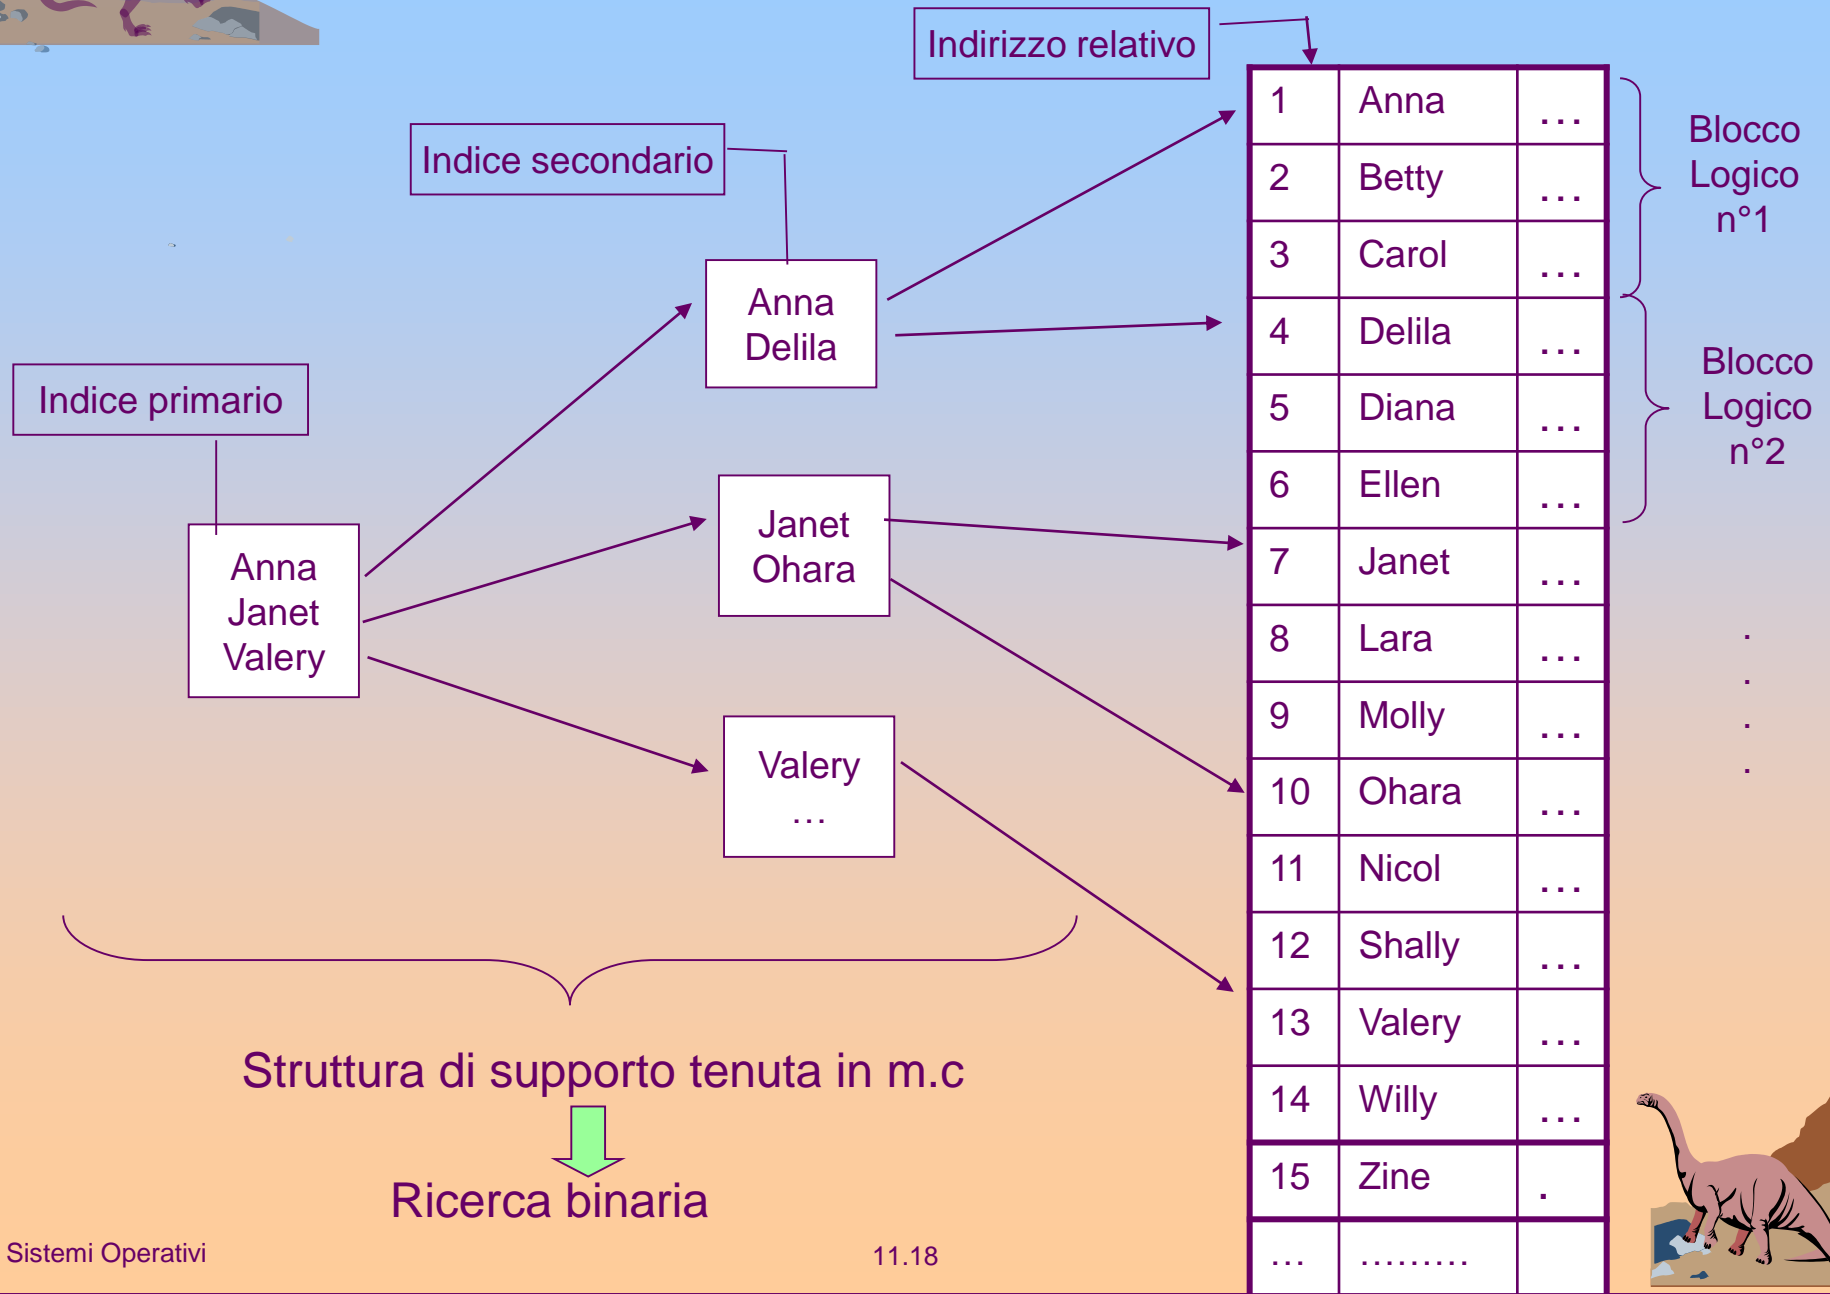 Indirizzo relativo
Indice secondario
Indice primario
Anna
Janet
Valery
Anna
Delila
Janet
Ohara
Valery
...
1 Anna ...
2 Betty ...
3 Carol ...
4 Delila ...
5 Diana ...
6 Ellen ...
7 Janet ...
8 Lara ...
9 Molly ...
10 Ohara ...
11 Nicol ...
12 Shally ...
13 Valery ...
14 Willy ...
15 Zine .
... .........
Blocco
Logico
n°1
Blocco
Logico
n°2
.
.
.
.
Struttura di supporto tenuta in m.c
Ricerca binaria
Sistemi Operativi
11.18